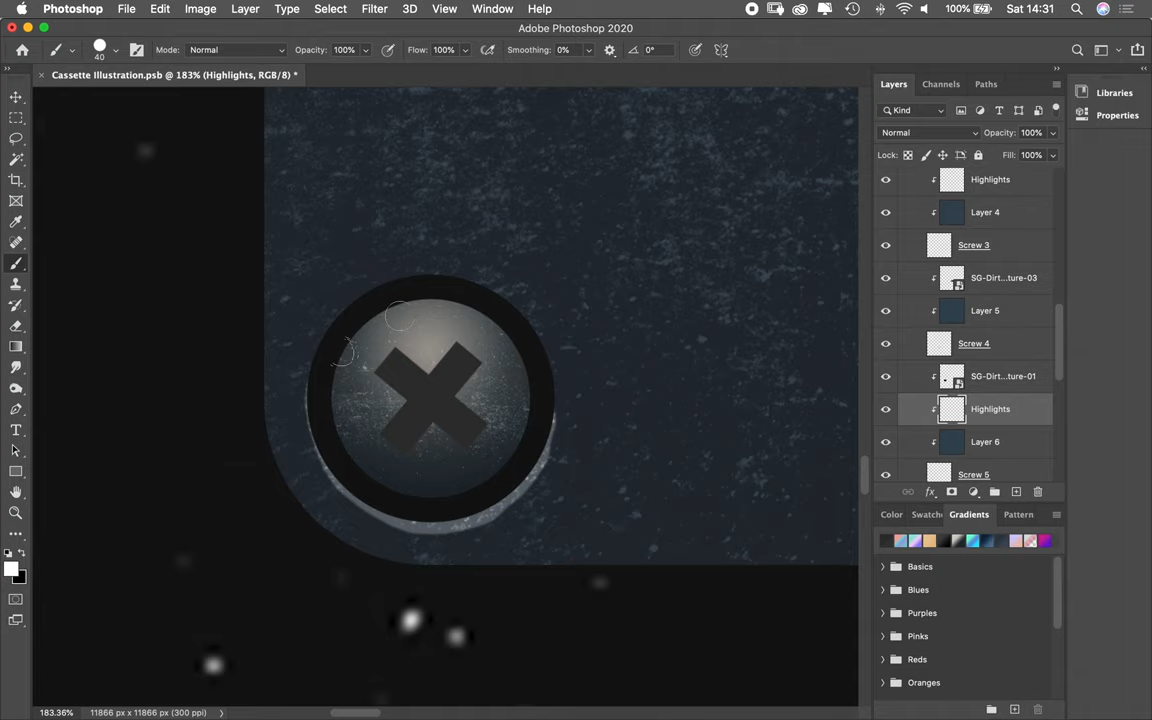 Photoshop File Edit Image Layer Type Select Filter 3D View Window Help 100% Sat 14:31
Adobe Photoshop 2020
40 Mode: Normal Opacity: 100% Flow: 100% Smoothing: 0% 0°
Cassette Illustration.psb @ 183% (Highlights, RGB/8) *
Layers Channels Paths
Libraries
Properties
Kind
Normal Opacity: 100%
Lock: Fill: 100%
Highlights
Layer 4
Screw 3
SG-Dirt...ture-03
Layer 5
Screw 4
SG-Dirt...ture-01
Highlights
Layer 6
Screw 5
fx
Color Swatche Gradients Pattern
Basics
Blues
Purples
Pinks
Reds
Oranges
183.36% 11866 px x 11866 px (300 ppi)